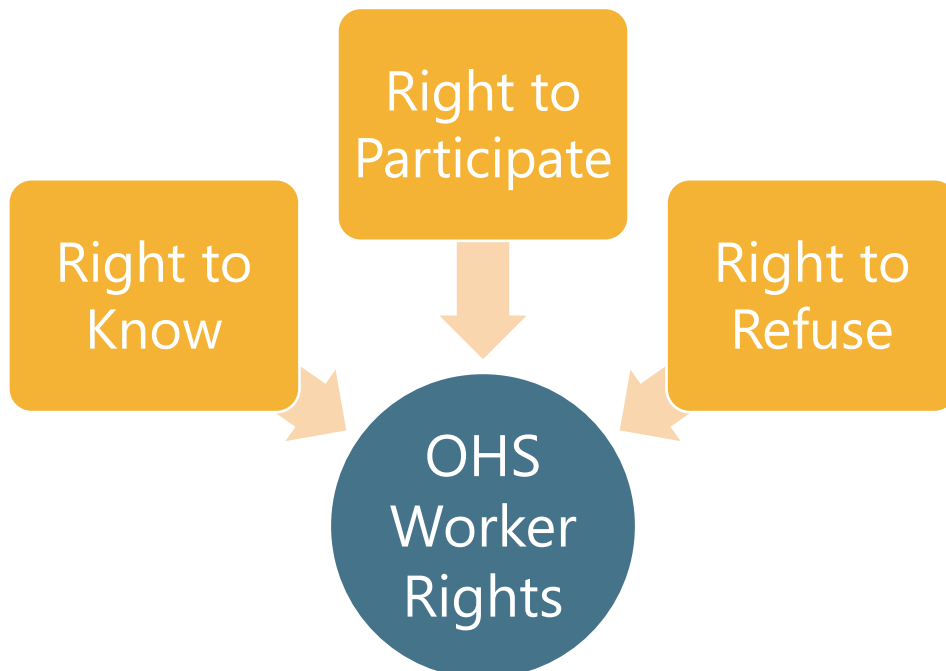 Right to
Participate
Right to
Know
Right to
Refuse
OHS
Worker
Rights